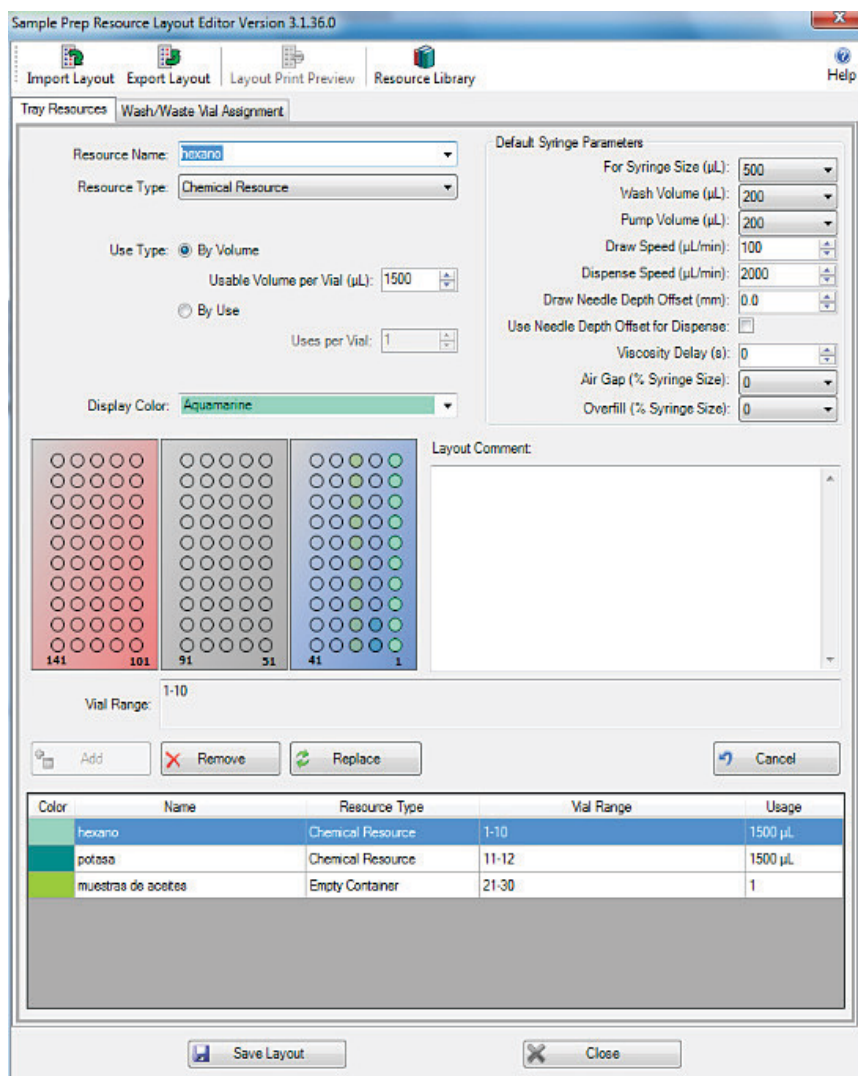 Sample Prep Resource Layout Editor Version 3.1.36.0
Import Layout Export Layout Layout Print Preview Resource Library Help
Tray Resources Wash/Waste Vial Assignment
Resource Name: hexano
Resource Type: Chemical Resource
Use Type: By Volume
Usable Volume per Vial (µL): 1500
By Use
Uses per Vial: 1
Display Color: Aquamarine
Default Syringe Parameters
For Syringe Size (µL): 500
Wash Volume (µL): 200
Pump Volume (µL): 200
Draw Speed (µL/min): 100
Dispense Speed (µL/min): 2000
Draw Needle Depth Offset (mm): 0.0
Use Needle Depth Offset for Dispense:
Viscosity Delay (s): 0
Air Gap (% Syringe Size): 0
Overfill (% Syringe Size): 0
141 101 91 51 41 1
Layout Comment:
Vial Range: 1-10
Add Remove Replace Cancel
Color Name Resource Type Vial Range Usage
hexano Chemical Resource 1-10 1500 µL
potasa Chemical Resource 11-12 1500 µL
muestras de aceites Empty Container 21-30 1
Save Layout Close